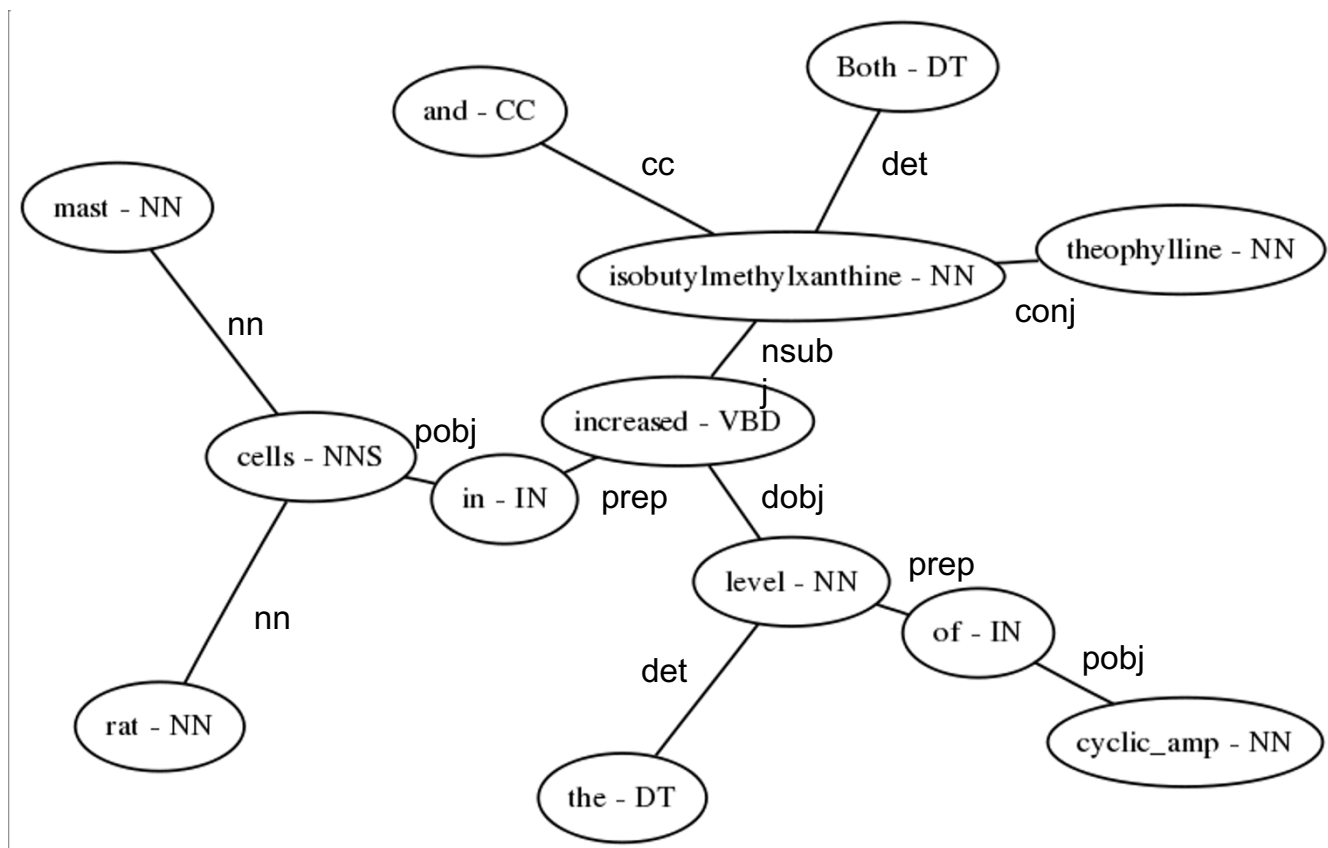 Both - DT
and - CC
cc
det
mast - NN
theophylline - NN
isobutylmethylxanthine - NN
conj
nn
nsub
j
increased - VBD
pobj
cells - NNS
in - IN
prep
dobj
prep
level - NN
nn
of - IN
pobj
det
rat - NN
cyclic_amp - NN
the - DT